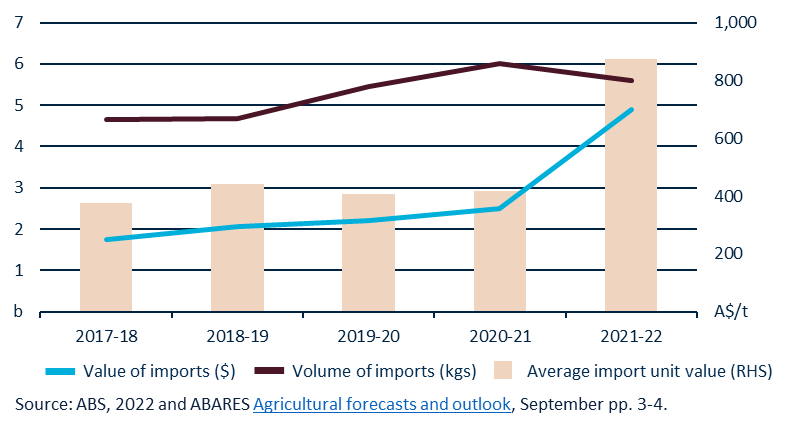 7 1,000
6 800
5
4 600
3 400
2
1 200
b A$/t
2017-18 2018-19 2019-20 2020-21 2021-22
Value of imports ($) Volume of imports (kgs) Average import unit value (RHS)
Source: ABS, 2022 and ABARES Agricultural forecasts and outlook, September pp. 3-4.